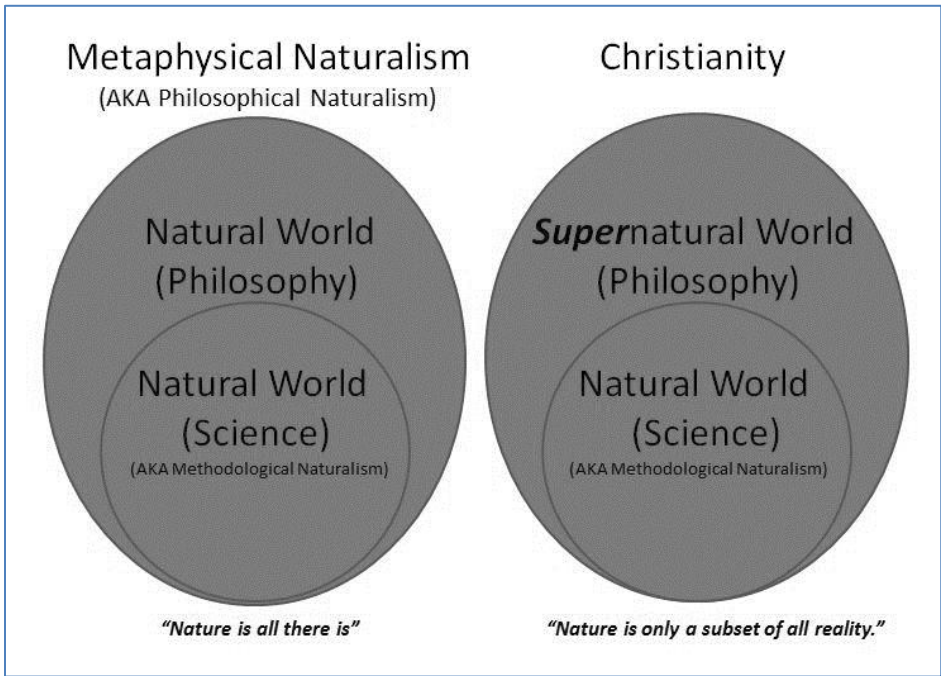 Metaphysical Naturalism
(AKA Philosophical Naturalism)
Natural World
(Philosophy)
Natural World
(Science)
(AKA Methodological Naturalism)
"Nature is all there is"
Christianity
Supernatural World
(Philosophy)
Natural World
(Science)
(AKA Methodological Naturalism)
"Nature is only a subset of all reality."